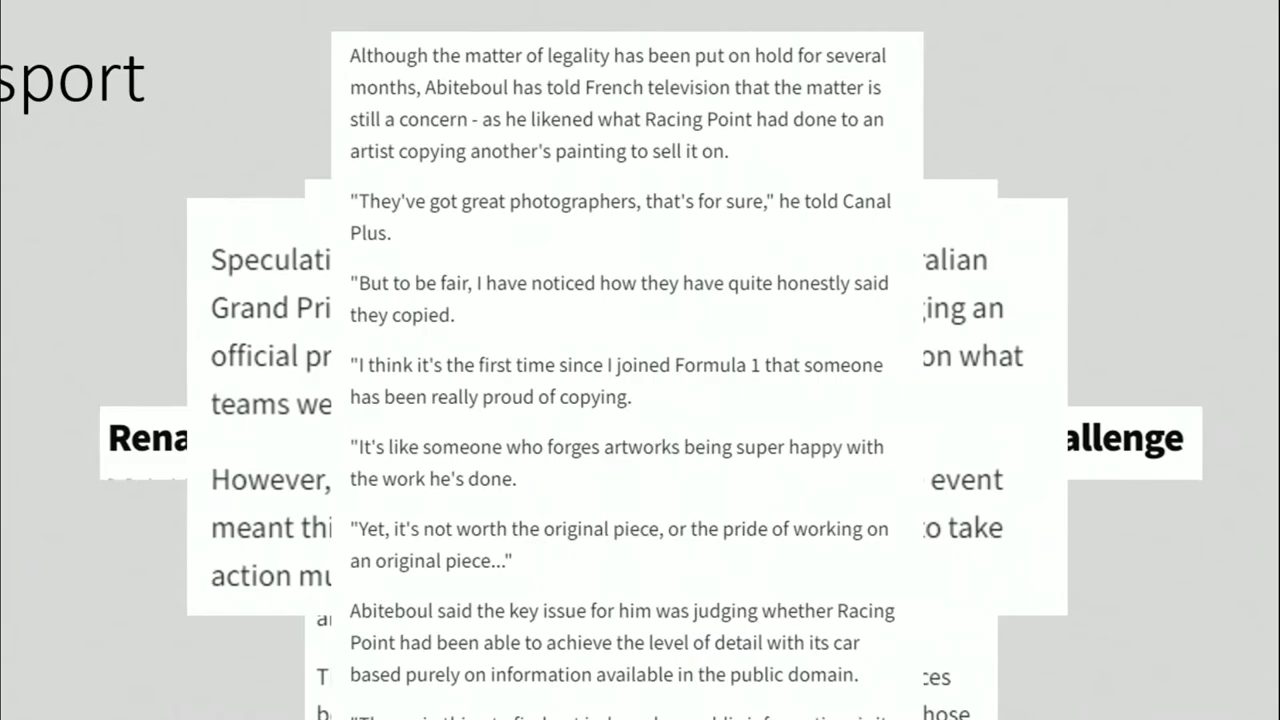 sport
Although the matter of legality has been put on hold for several
months, Abiteboul has told French television that the matter is
still a concern - as he likened what Racing Point had done to an
artist copying another's painting to sell it on.
"They've got great photographers, that's for sure," he told Canal
Plus.
"But to be fair, I have noticed how they have quite honestly said
they copied.
"I think it's the first time since I joined Formula 1 that someone
has been really proud of copying.
"It's like someone who forges artworks being super happy with
the work he's done.
"Yet, it's not worth the original piece, or the pride of working on
an original piece..."
Abiteboul said the key issue for him was judging whether Racing
Point had been able to achieve the level of detail with its car
based purely on information available in the public domain.
Speculati
ralian
Grand Pri
ging an
official pr
on what
teams we
Rena
allenge
However,
event
meant thi
to take
action mu